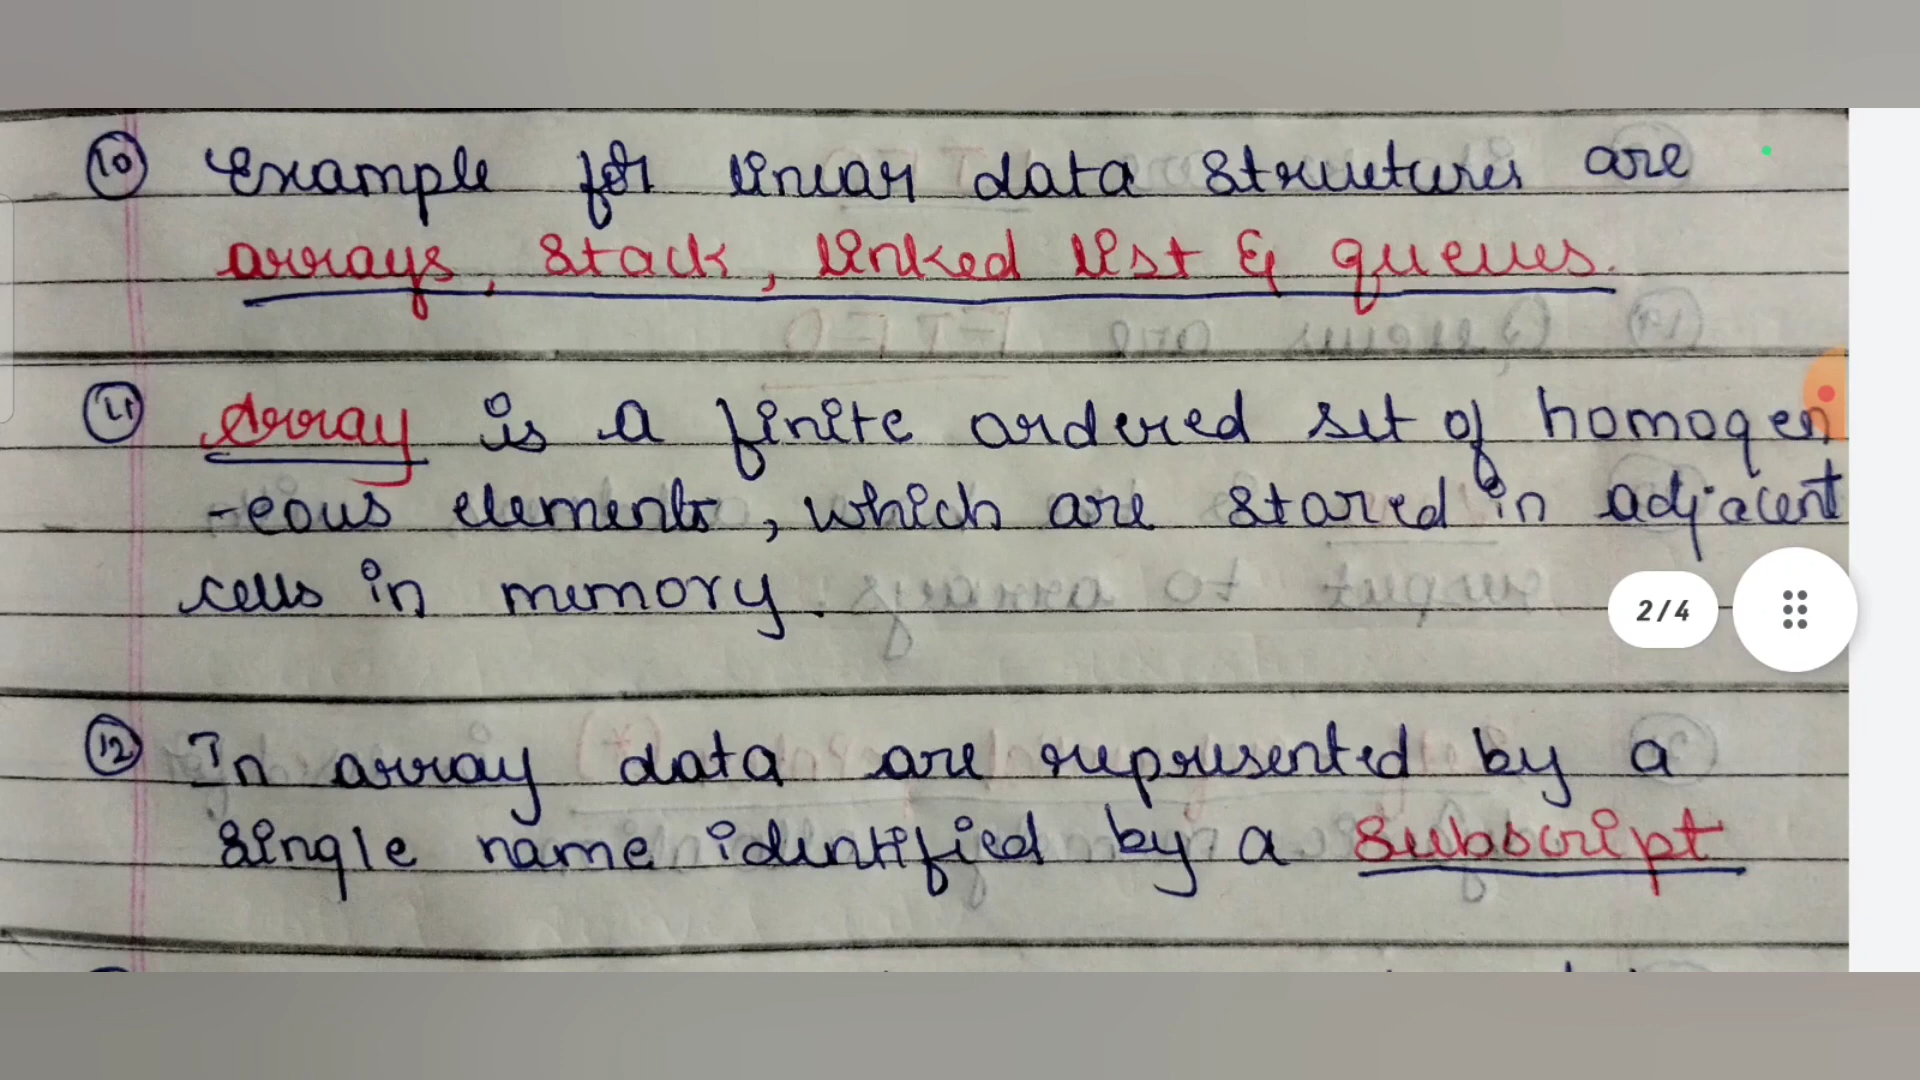 10 Example for linear data structures are
arrays, stack, linked list & queues.
11 Array is a finite ordered set of homogen
-eous elements, which are stored in adjacent
cells in memory.
2/4
12 In array data are represented by a
single name identified by a subscript